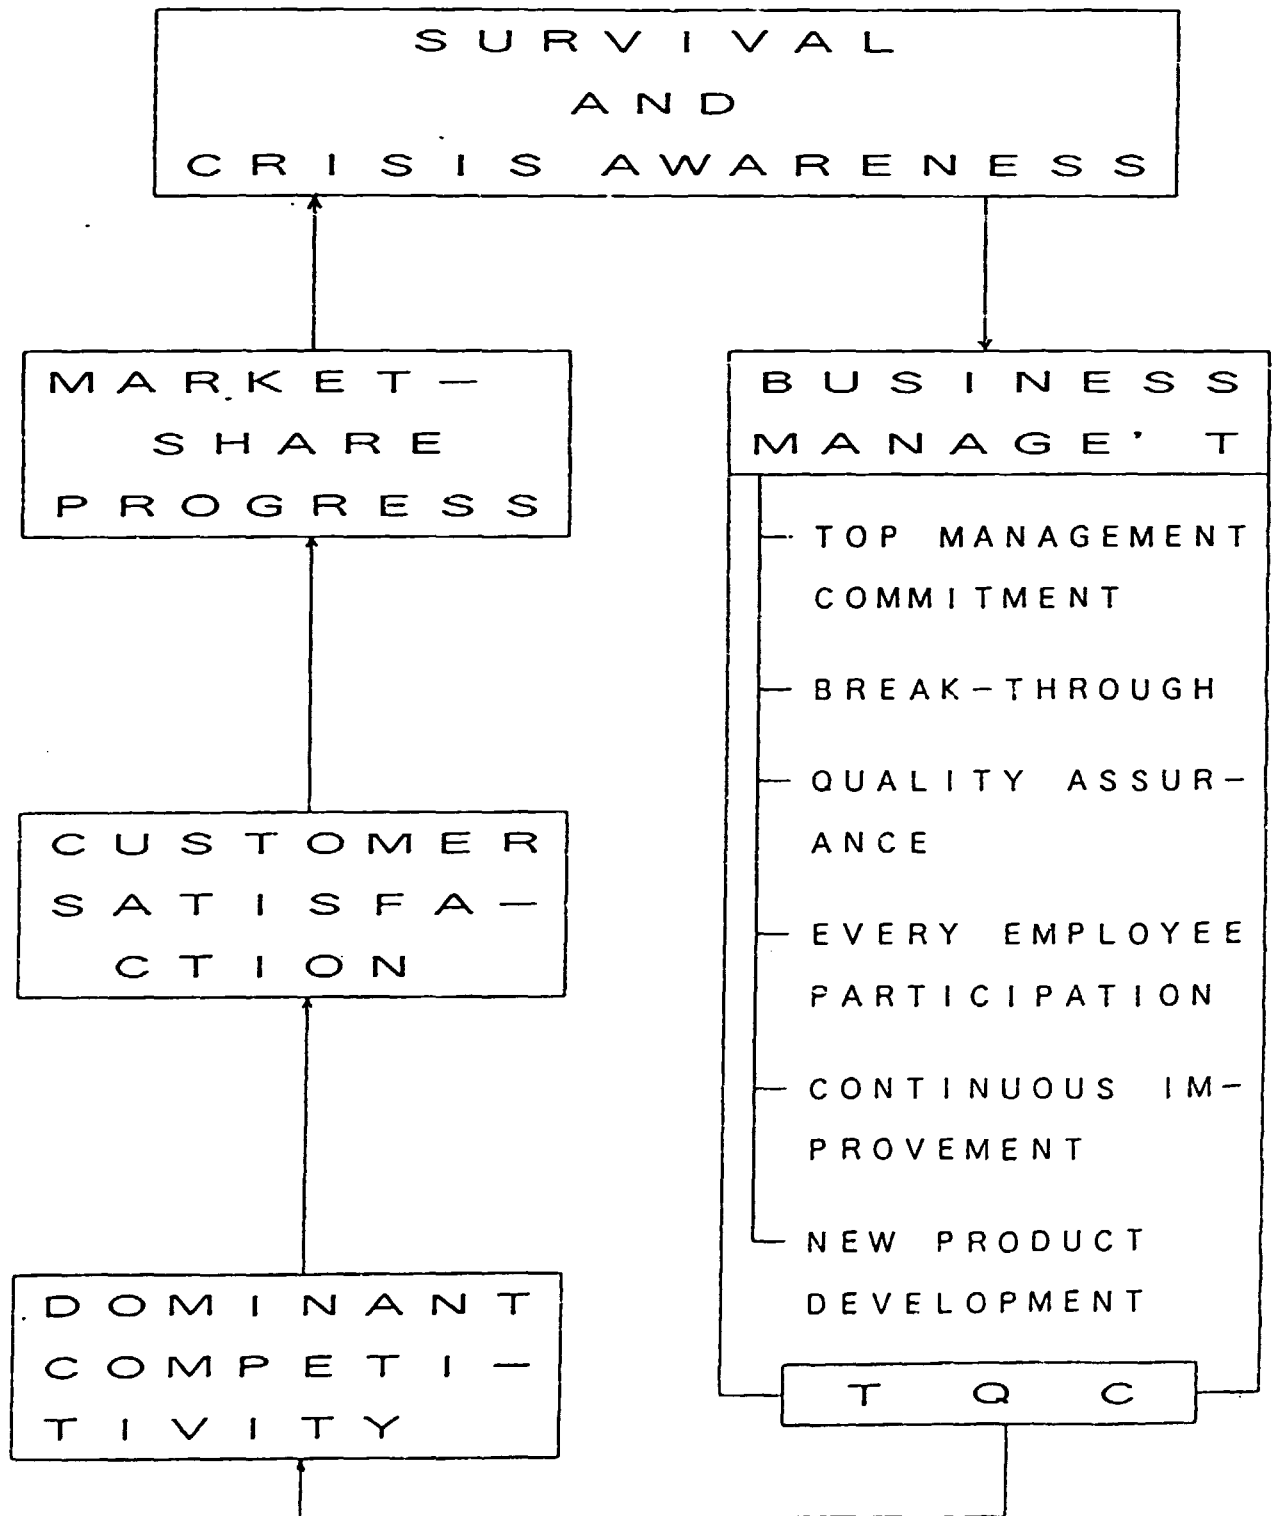 SURVIVAL
AND
CRISIS AWARENESS
MARKET-
SHARE
PROGRESS
CUSTOMER
SATISFA-
CTION
DOMINANT
COMPETI-
TIVITY
BUSINESS
MANAGE'T
TOP MANAGEMENT
COMMITMENT
BREAK-THROUGH
QUALITY ASSUR-
ANCE
EVERY EMPLOYEE
PARTICIPATION
CONTINUOUS IM-
PROVEMENT
NEW PRODUCT
DEVELOPMENT
TQC